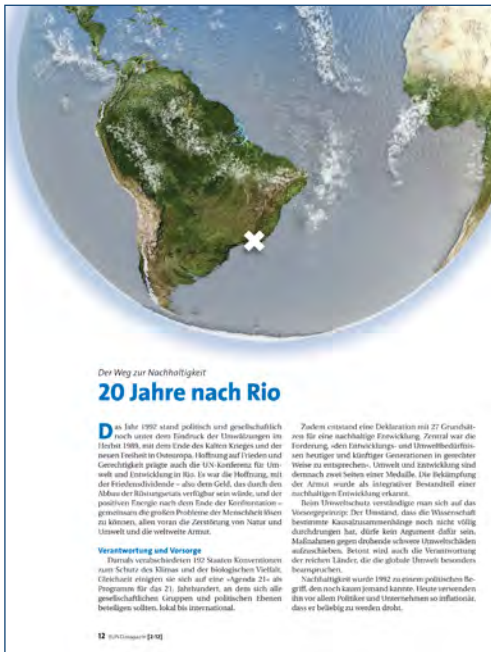 Der Weg zur Nachhaltigkeit
20 Jahre nach Rio
Das Jahr 1992 stand politisch und gesellschaftlich
noch unter dem Eindruck der Umwälzungen im
Herbst 1989, mit dem Ende des Kalten Krieges und der
neuen Freiheit in Osteuropa. Hoffnung auf Frieden und
Gerechtigkeit prägte auch die UN-Konferenz für Um-
welt und Entwicklung in Rio. Es war die Hoffnung, mit
der Friedensdividende – also dem Geld, das durch den
Abbau der Rüstungsetats verfügbar sein würde, und der
positiven Energie nach dem Ende der Konfrontation –
gemeinsam die großen Probleme der Menschheit lösen
zu können, allen voran die Zerstörung von Natur und
Umwelt und die weltweite Armut.
Verantwortung und Vorsorge
Damals verabschiedeten 192 Staaten Konventionen
zum Schutz des Klimas und der biologischen Vielfalt.
Gleichzeit einigten sie sich auf eine »Agenda 21« als
Programm für das 21. Jahrhundert, an dem sich alle
gesellschaftlichen Gruppen und politischen Ebenen
beteiligen sollten, lokal bis international.
Zudem entstand eine Deklaration mit 27 Grundsät-
zen für eine nachhaltige Entwicklung. Zentral war die
Forderung, »den Entwicklungs- und Umweltbedürfnis-
sen heutiger und künftiger Generationen in gerechter
Weise zu entsprechen«. Umwelt und Entwicklung sind
demnach zwei Seiten einer Medaille. Die Bekämpfung
der Armut wurde als integrativer Bestandteil einer
nachhaltigen Entwicklung erkannt.
Beim Umweltschutz verständigte man sich auf das
Vorsorgeprinzip: Der Umstand, dass die Wissenschaft
bestimmte Kausalzusammenhänge noch nicht völlig
durchdrungen hat, dürfe kein Argument dafür sein,
Maßnahmen gegen drohende schwere Umweltschäden
aufzuschieben. Betont wird auch die Verantwortung
der reichen Länder, die die globale Umwelt besonders
beanspruchen.
Nachhaltigkeit wurde 1992 zu einem politischen Be-
griff, den noch kaum jemand kannte. Heute verwenden
ihn vor allem Politiker und Unternehmen so inflationär,
dass er beliebig zu werden droht.
12 BUNDmagazin [2-12]